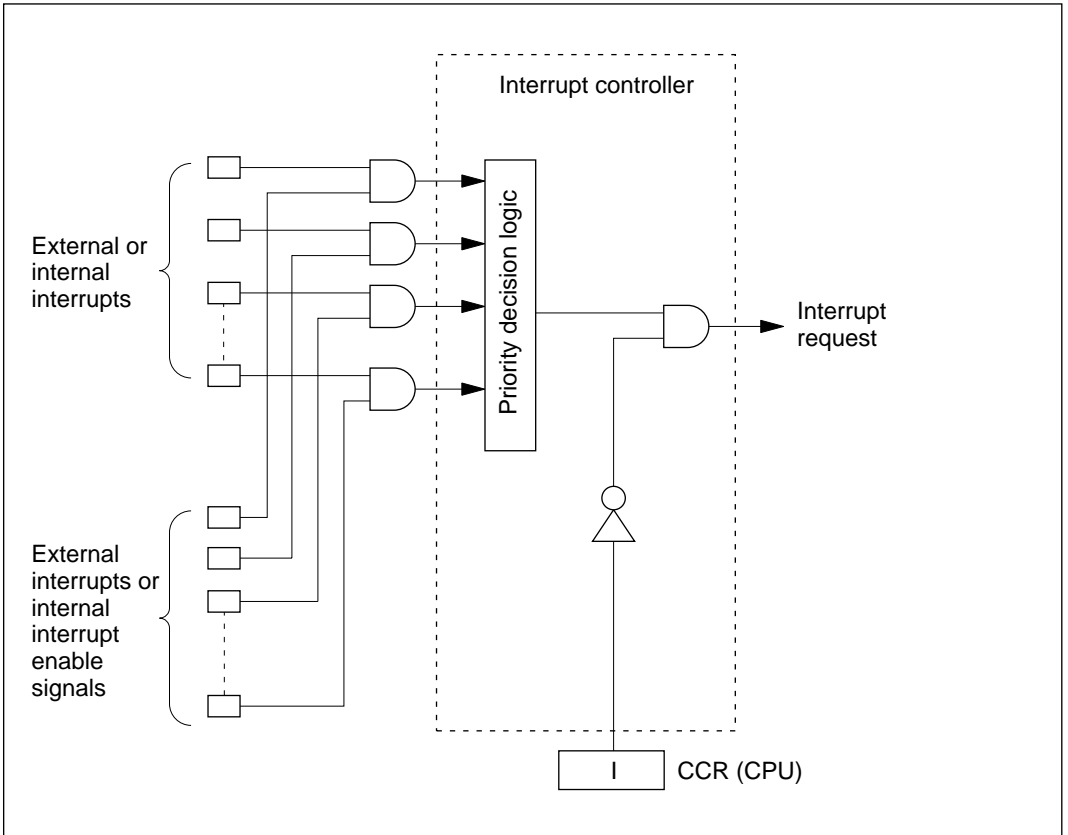 Interrupt controller
External or
internal
interrupts
Priority decision logic
Interrupt
request
External
interrupts or
internal
interrupt
enable
signals
I
CCR (CPU)